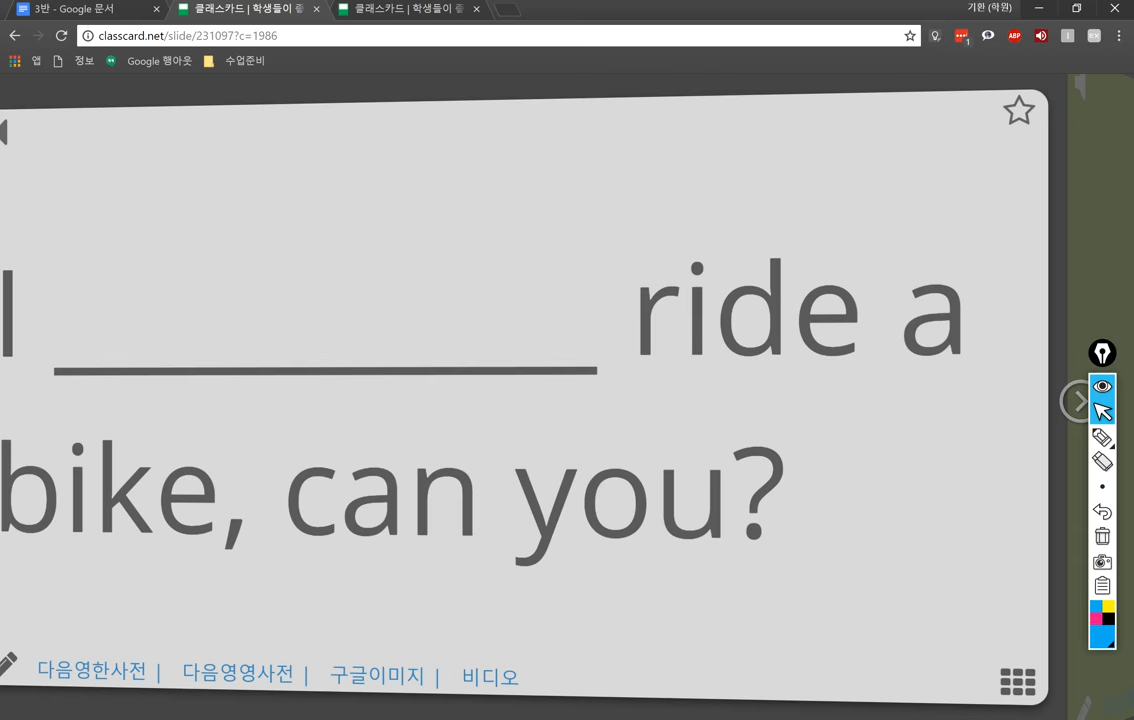 3반 - Google 문서
클래스카드 | 학생들이 좋
클래스카드 | 학생들이 좋
기환 (학원)
classcard.net/slide/231097?c=1986
ABP
1
앱 정보 Google 행아웃 수업준비
I ride a
bike, can you?
다음영한사전 | 다음영영사전 | 구글이미지 | 비디오